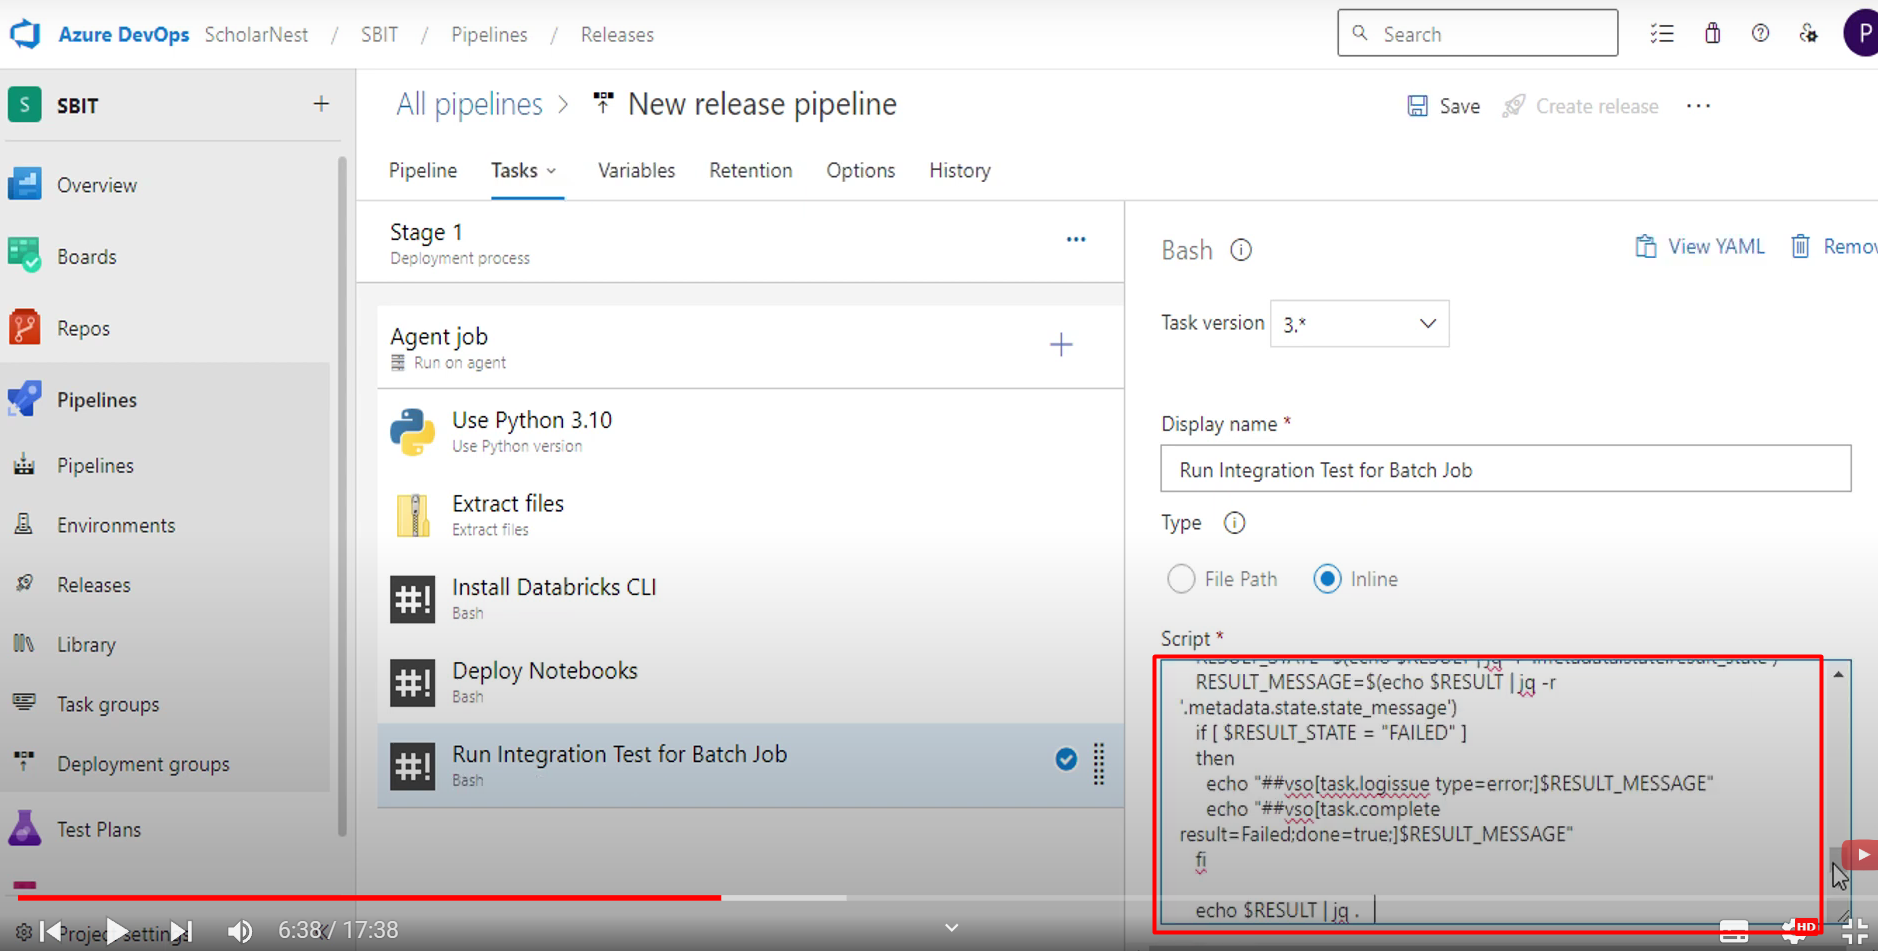 Azure DevOps ScholarNest / SBIT / Pipelines / Releases
Search
P
S SBIT +
Overview
Boards
Repos
Pipelines
Pipelines
Environments
Releases
Library
Task groups
Deployment groups
Test Plans
Project settings
All pipelines > New release pipeline
Save Create release ...
Pipeline Tasks Variables Retention Options History
Stage 1
Deployment process
Agent job
Run on agent
Use Python 3.10
Use Python version
Extract files
Extract files
#! Install Databricks CLI
Bash
#! Deploy Notebooks
Bash
#! Run Integration Test for Batch Job
Bash
Bash
View YAML Remov
Task version 3.*
Display name *
Run Integration Test for Batch Job
Type
File Path Inline
Script *
RESULT_MESSAGE=$(echo $RESULT | jq -r
'.metadata.state.state_message')
if [ $RESULT_STATE = "FAILED" ]
then
echo "##vso[task.logissue type=error;]$RESULT_MESSAGE"
echo "##vso[task.complete
result=Failed;done=true;]$RESULT_MESSAGE"
fi
echo $RESULT | jq .
6:38 / 17:38
HD